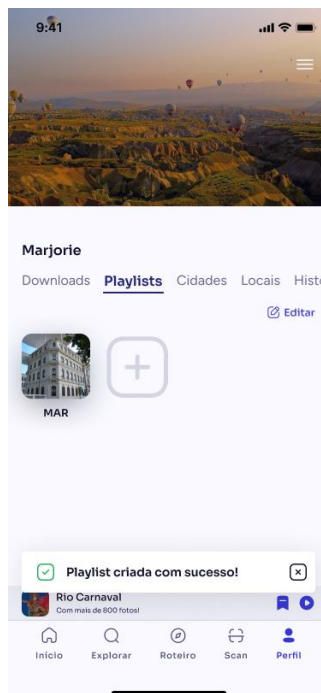 9:41
Marjorie
Downloads Playlists Cidades Locais Histo
Editar
MAR
Playlist criada com sucesso!
Rio Carnaval
Com mais de 800 fotos!
Início Explorar Roteiro Scan Perfil